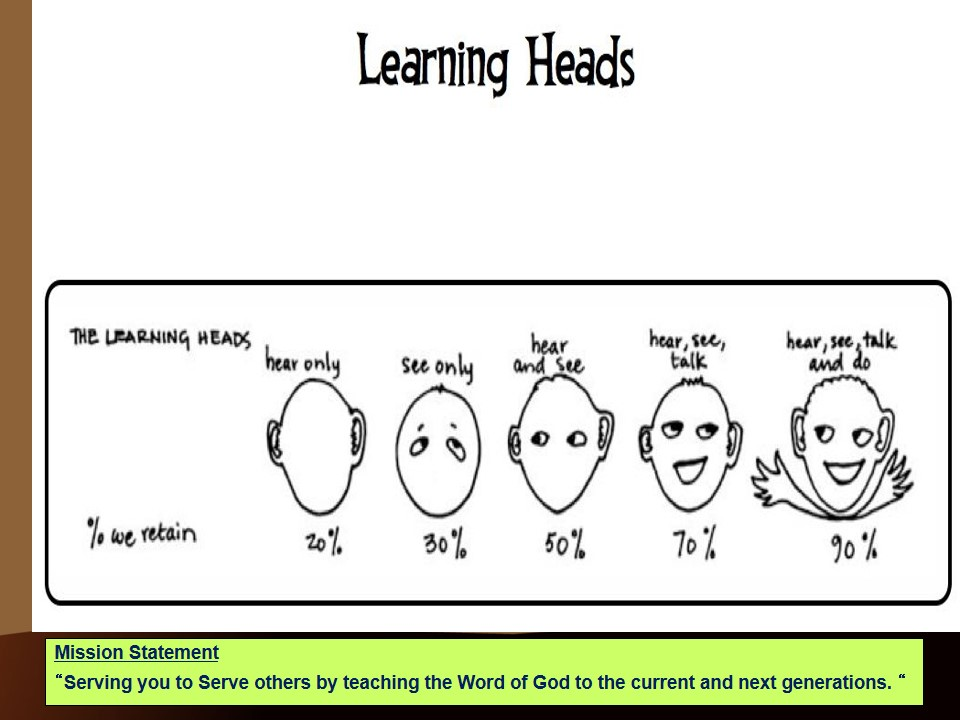 Learning Heads
THE LEARNING HEADS
hear only
see only
hear
and see
hear, see,
talk
hear, see, talk
and do
% we retain
20%
30%
50%
70%
90%
Mission Statement
“Serving you to Serve others by teaching the Word of God to the current and next generations. “